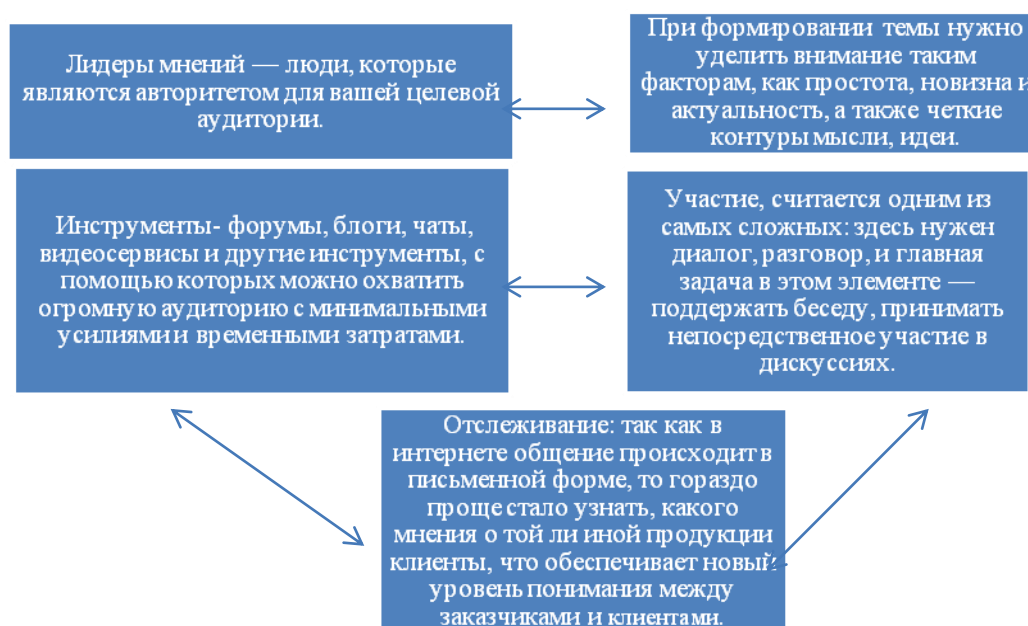 Лидеры мнений — люди, которые
являются авторитетом для вашей целевой
аудитории.
При формировании темы нужно
уделить внимание таким
факторам, как простота, новизна и
актуальность, а также четкие
контуры мысли, идеи.
Инструменты- форумы, блоги, чаты,
видеосервисы и другие инструменты, с
помощью которых можно охватить
огромную аудиторию с минимальными
усилиями и временными затратами.
Участие, считается одним из
самых сложных: здесь нужен
диалог, разговор, и главная
задача в этом элементе —
поддержать беседу, принимать
непосредственное участие в
дискуссиях.
Отслеживание: так как в
интернете общение происходит в
письменной форме, то гораздо
проще стало узнать, какого
мнения о той ли иной продукции
клиенты, что обеспечивает новый
уровень понимания между
заказчиками и клиентами.